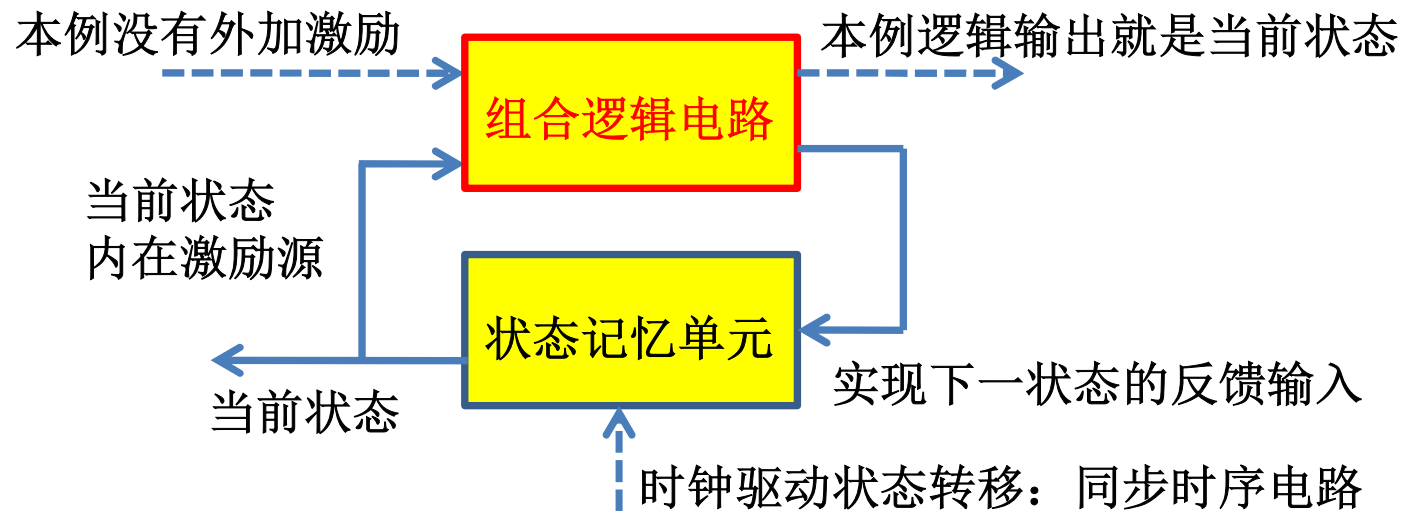 本例没有外加激励
本例逻辑输出就是当前状态
组合逻辑电路
当前状态
内在激励源
状态记忆单元
实现下一状态的反馈输入
当前状态
时钟驱动状态转移：同步时序电路